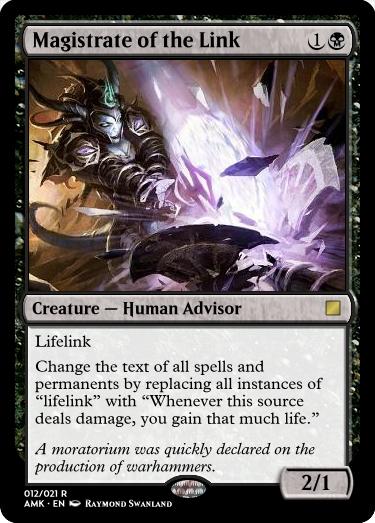 Magistrate of the Link 1
Creature — Human Advisor
Lifelink
Change the text of all spells and
permanents by replacing all instances of
“lifelink” with “Whenever this source
deals damage, you gain that much life.”
A moratorium was quickly declared on the
production of warhammers.
2/1
012/021 R
AMK • EN Raymond Swanland